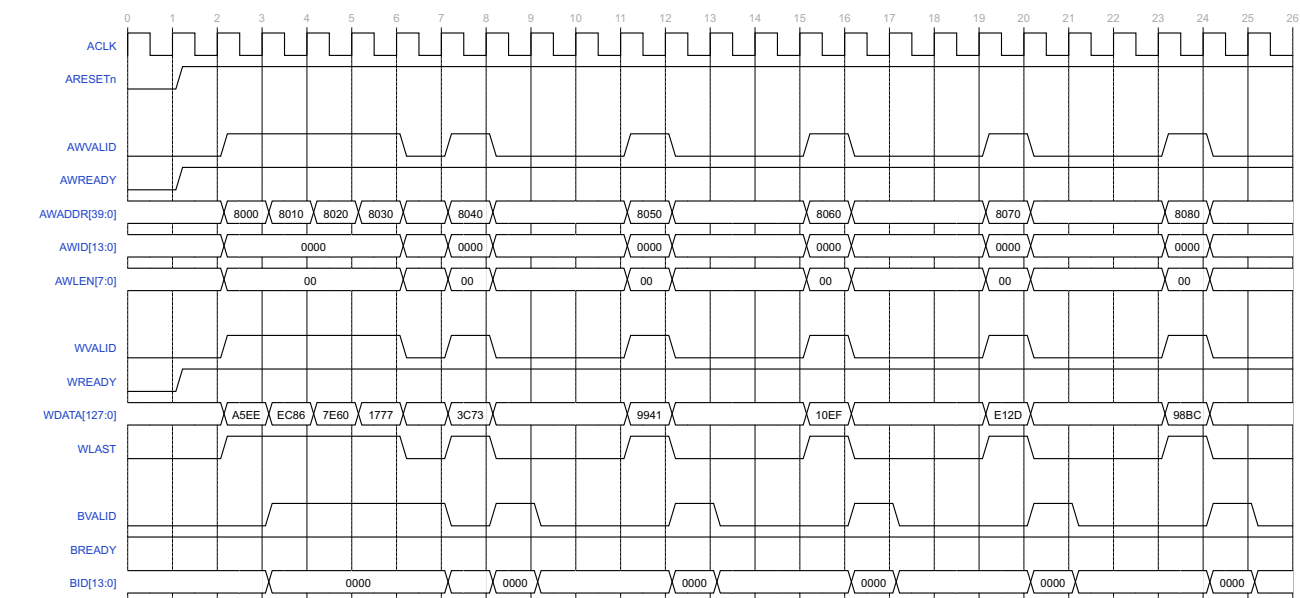 0 1 2 3 4 5 6 7 8 9 10 11 12 13 14 15 16 17 18 19 20 21 22 23 24 25 26
ACLK
ARESETn
AWVALID
AWREADY
AWADDR[39:0] 8000 8010 8020 8030 8040 8050 8060 8070 8080
AWID[13:0] 0000 0000 0000 0000 0000 0000
AWLEN[7:0] 00 00 00 00 00 00
WVALID
WREADY
WDATA[127:0] A5EE EC86 7E60 1777 3C73 9941 10EF E12D 98BC
WLAST
BVALID
BREADY
BID[13:0] 0000 0000 0000 0000 0000 0000